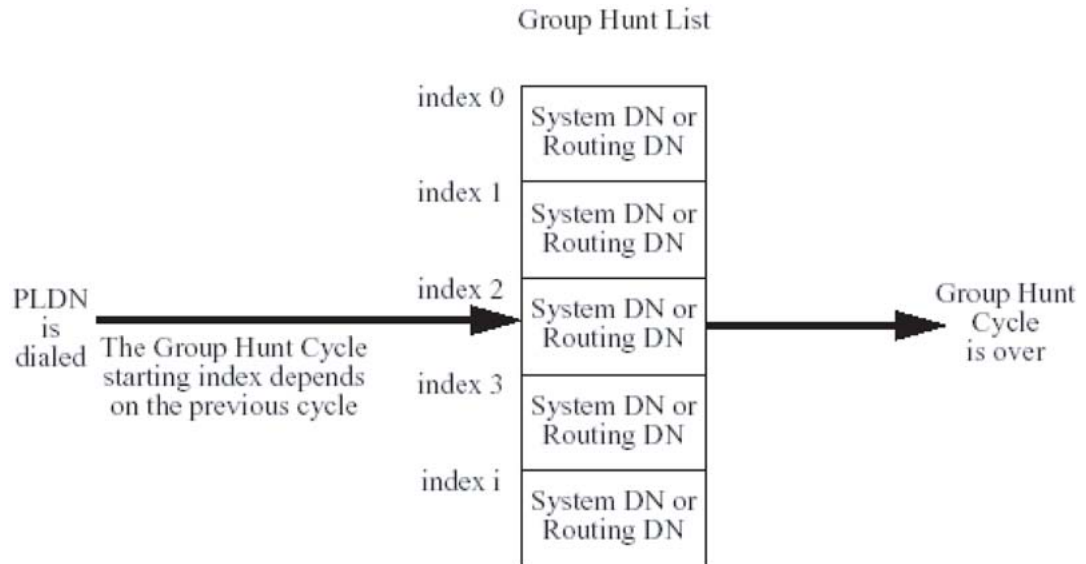 Group Hunt List
index 0
System DN or
Routing DN
index 1
System DN or
Routing DN
index 2
System DN or
Routing DN
PLDN
is
dialed
The Group Hunt Cycle
starting index depends
on the previous cycle
Group Hunt
Cycle
is over
index 3
System DN or
Routing DN
index i
System DN or
Routing DN